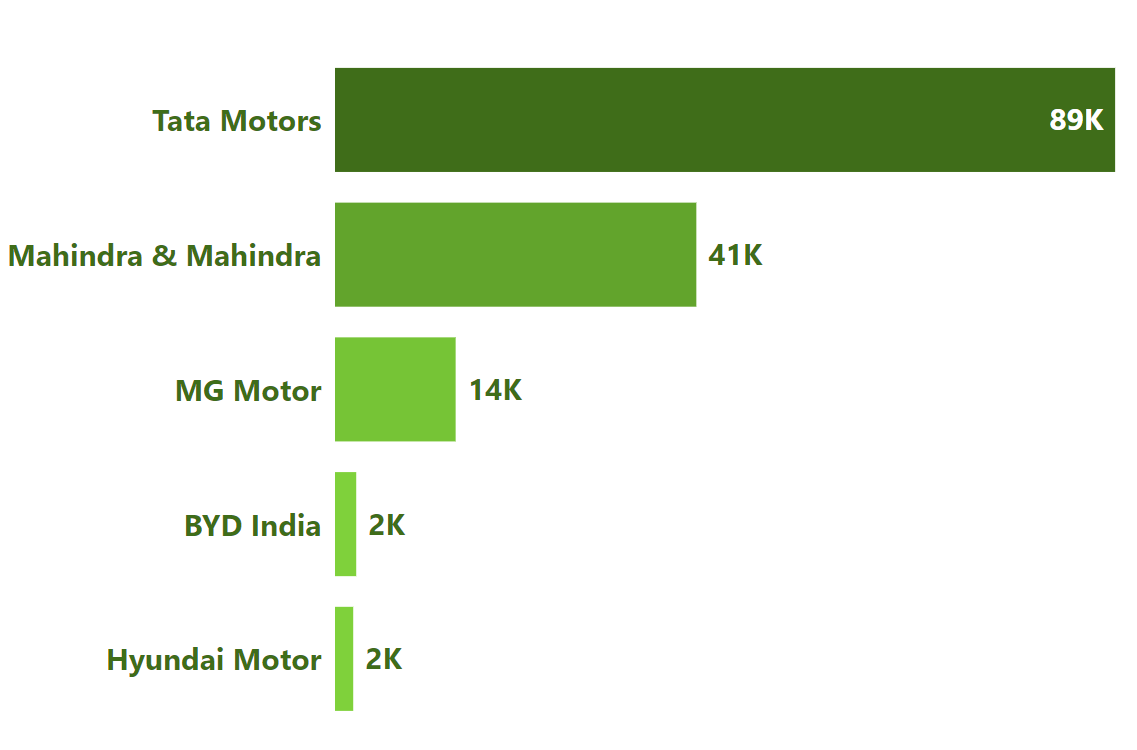 Tata Motors 89K
Mahindra & Mahindra 41K
MG Motor 14K
BYD India 2K
Hyundai Motor 2K